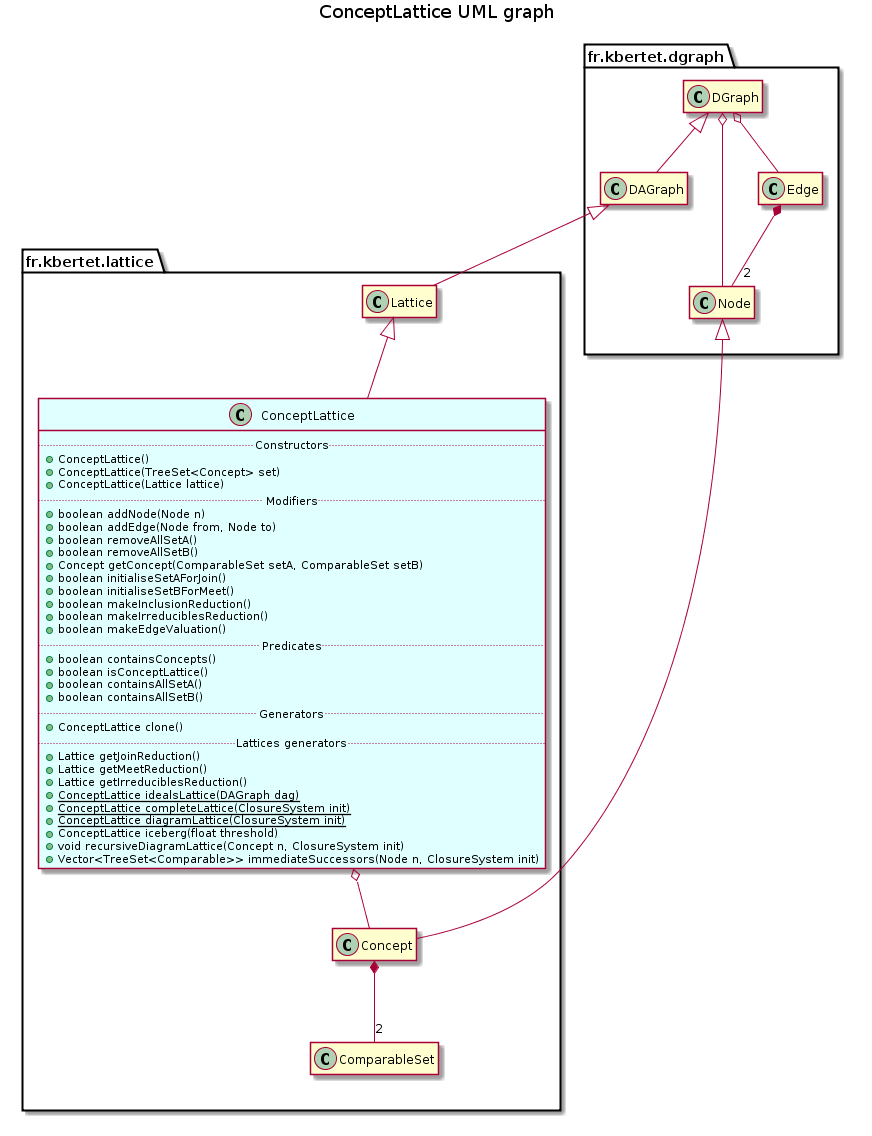 ConceptLattice UML graph
fr.kbertet.dgraph
C DGraph
C DAGraph
C Edge
2
C Node
fr.kbertet.lattice
C Lattice
C ConceptLattice
Constructors
ConceptLattice()
ConceptLattice(TreeSet<Concept> set)
ConceptLattice(Lattice lattice)
Modifiers
boolean addNode(Node n)
boolean addEdge(Node from, Node to)
boolean removeAllSetA()
boolean removeAllSetB()
Concept getConcept(ComparableSet setA, ComparableSet setB)
boolean initialiseSetAForJoin()
boolean initialiseSetBForMeet()
boolean makeInclusionReduction()
boolean makeIrreduciblesReduction()
boolean makeEdgeValuation()
Predicates
boolean containsConcepts()
boolean isConceptLattice()
boolean containsAllSetA()
boolean containsAllSetB()
Generators
ConceptLattice clone()
Lattices generators
Lattice getJoinReduction()
Lattice getMeetReduction()
Lattice getIrreduciblesReduction()
ConceptLattice idealsLattice(DAGraph dag)
ConceptLattice completeLattice(ClosureSystem init)
ConceptLattice diagramLattice(ClosureSystem init)
ConceptLattice iceberg(float threshold)
void recursiveDiagramLattice(Concept n, ClosureSystem init)
Vector<TreeSet<Comparable>> immediateSuccessors(Node n, ClosureSystem init)
C Concept
2
C ComparableSet